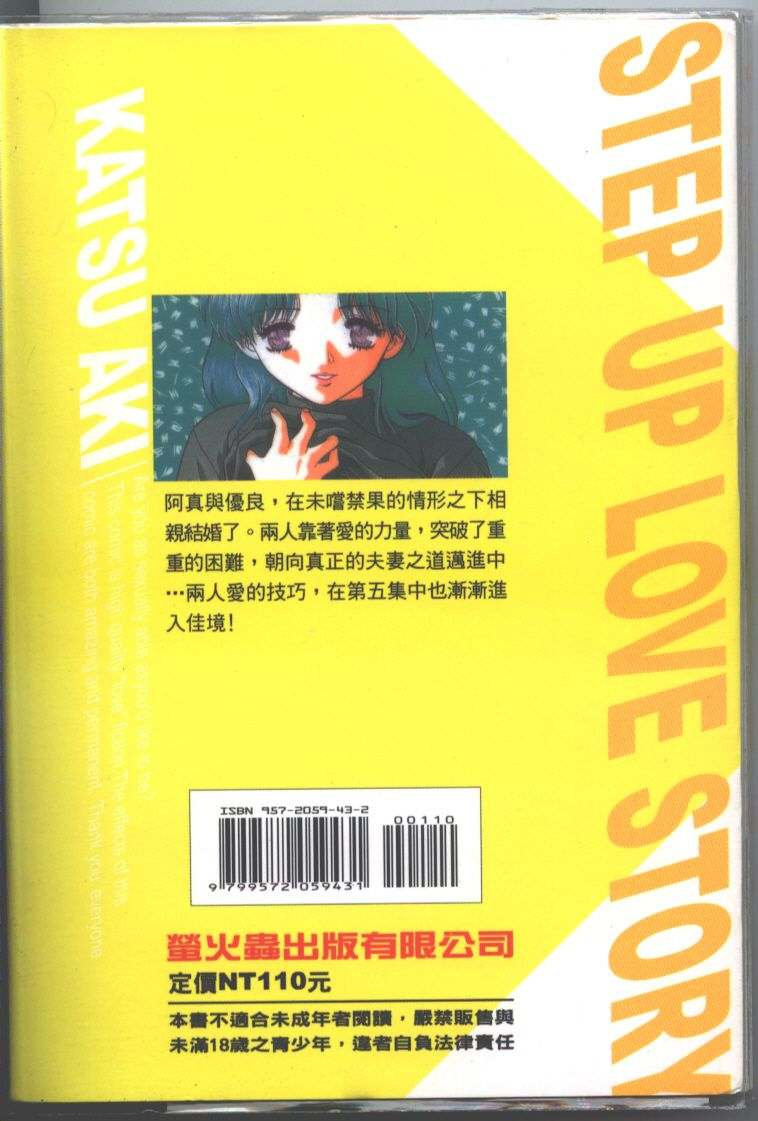 STEP UP LOVE STORY
KATSU AKI
阿真與優良，在未嚐禁果的情形之下相
親結婚了。兩人靠著愛的力量，突破了重
重的困難，朝向真正的夫妻之道邁進中
…兩人愛的技巧，在第五集中也漸漸進
入佳境！
ISBN 957-2059-43-2
00110
9 799572 059431
螢火蟲出版有限公司
定價NT110元
本書不適合未成年者閱讀，嚴禁販售與
未滿18歲之青少年，違者自負法律責任